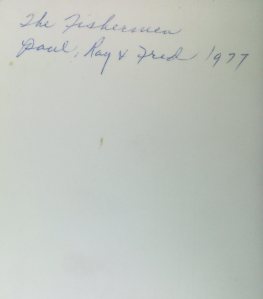 The Fishermen
Paul, Ray & Fred 1977